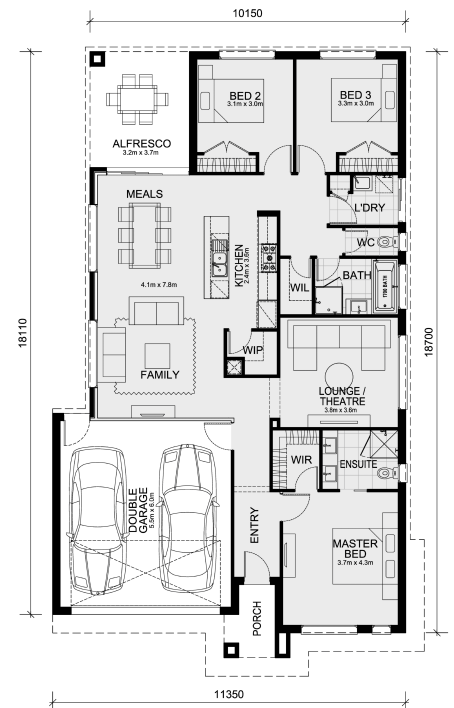 10150
BED 2
3.1m x 3.0m
BED 3
3.3m x 3.0m
ALFRESCO
3.2m x 3.7m
MEALS
L'DRY
WC
KITCHEN
2.4m x 3.6m
BATH
1700 BATH
WIL
4.1m x 7.8m
18110
18700
WIP
FAMILY
LOUNGE /
THEATRE
3.8m x 3.6m
WIR
ENSUITE
DOUBLE
GARAGE
5.5m x 6.0m
ENTRY
MASTER
BED
3.7m x 4.3m
PORCH
11350